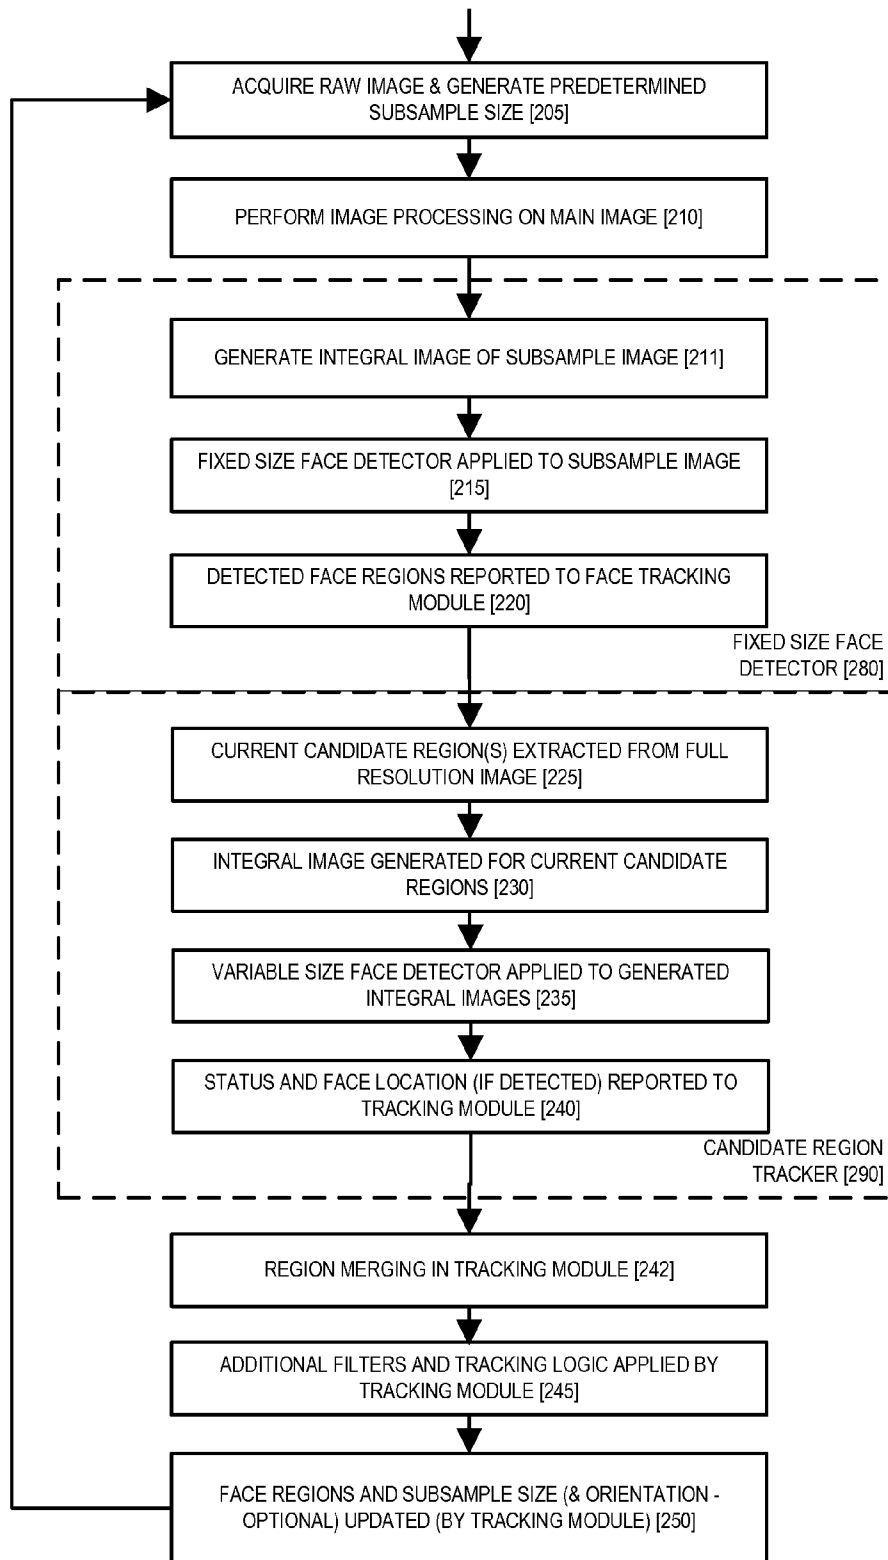 ACQUIRE RAW IMAGE & GENERATE PREDETERMINED
SUBSAMPLE SIZE [205]
PERFORM IMAGE PROCESSING ON MAIN IMAGE [210]
GENERATE INTEGRAL IMAGE OF SUBSAMPLE IMAGE [211]
FIXED SIZE FACE DETECTOR APPLIED TO SUBSAMPLE IMAGE
[215]
DETECTED FACE REGIONS REPORTED TO FACE TRACKING
MODULE [220]
FIXED SIZE FACE
DETECTOR [280]
CURRENT CANDIDATE REGION(S) EXTRACTED FROM FULL
RESOLUTION IMAGE [225]
INTEGRAL IMAGE GENERATED FOR CURRENT CANDIDATE
REGIONS [230]
VARIABLE SIZE FACE DETECTOR APPLIED TO GENERATED
INTEGRAL IMAGES [235]
STATUS AND FACE LOCATION (IF DETECTED) REPORTED TO
TRACKING MODULE [240]
CANDIDATE REGION
TRACKER [290]
REGION MERGING IN TRACKING MODULE [242]
ADDITIONAL FILTERS AND TRACKING LOGIC APPLIED BY
TRACKING MODULE [245]
FACE REGIONS AND SUBSAMPLE SIZE (& ORIENTATION -
OPTIONAL) UPDATED (BY TRACKING MODULE) [250]